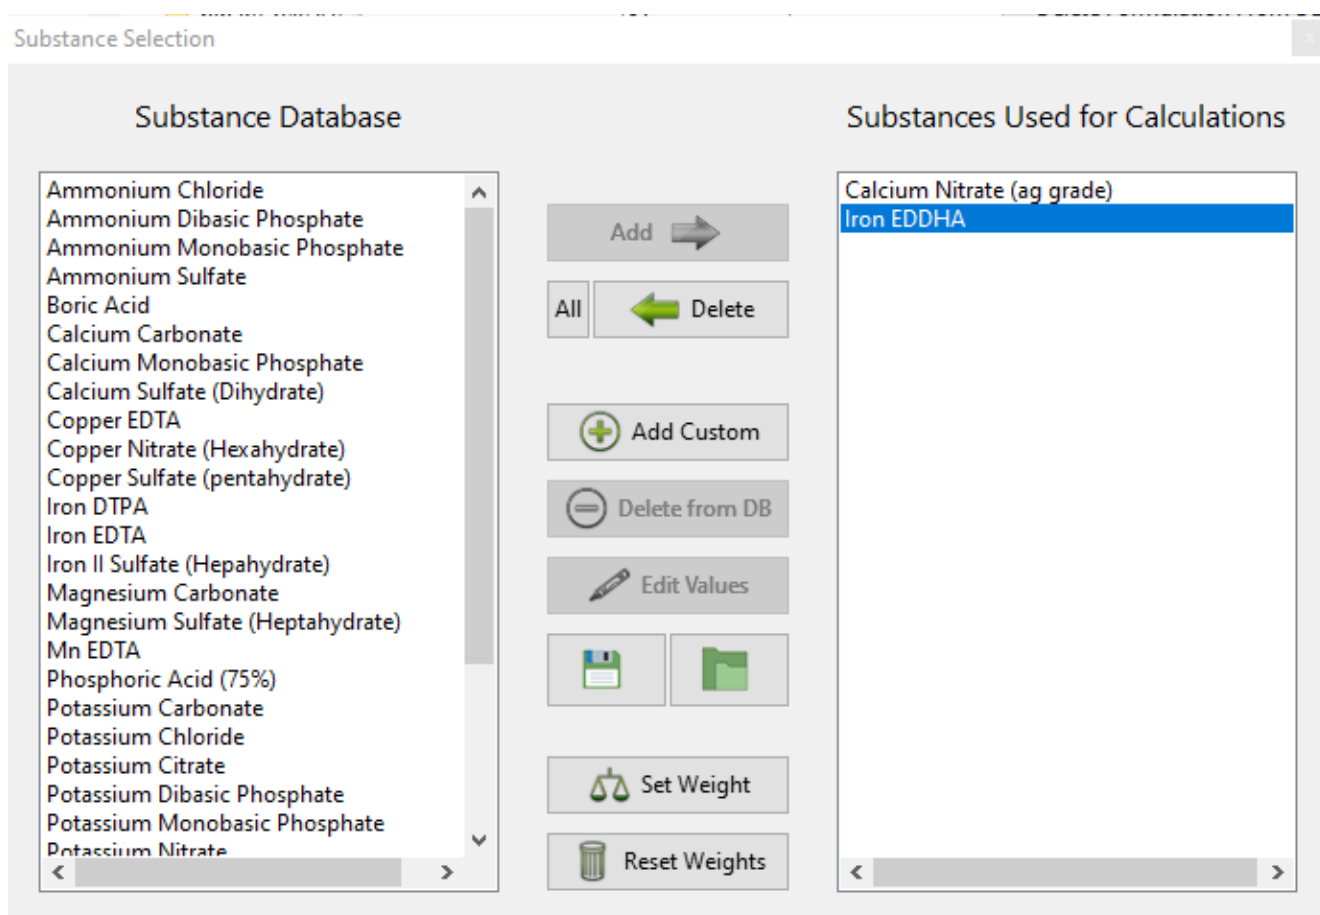 Substance Selection
Substance Database
Substances Used for Calculations
Ammonium Chloride
Ammonium Dibasic Phosphate
Ammonium Monobasic Phosphate
Ammonium Sulfate
Boric Acid
Calcium Carbonate
Calcium Monobasic Phosphate
Calcium Sulfate (Dihydrate)
Copper EDTA
Copper Nitrate (Hexahydrate)
Copper Sulfate (pentahydrate)
Iron DTPA
Iron EDTA
Iron II Sulfate (Hepahydrate)
Magnesium Carbonate
Magnesium Sulfate (Heptahydrate)
Mn EDTA
Phosphoric Acid (75%)
Potassium Carbonate
Potassium Chloride
Potassium Citrate
Potassium Dibasic Phosphate
Potassium Monobasic Phosphate
Potassium Nitrate
Add
All
Delete
Add Custom
Delete from DB
Edit Values
Set Weight
Reset Weights
Calcium Nitrate (ag grade)
Iron EDDHA